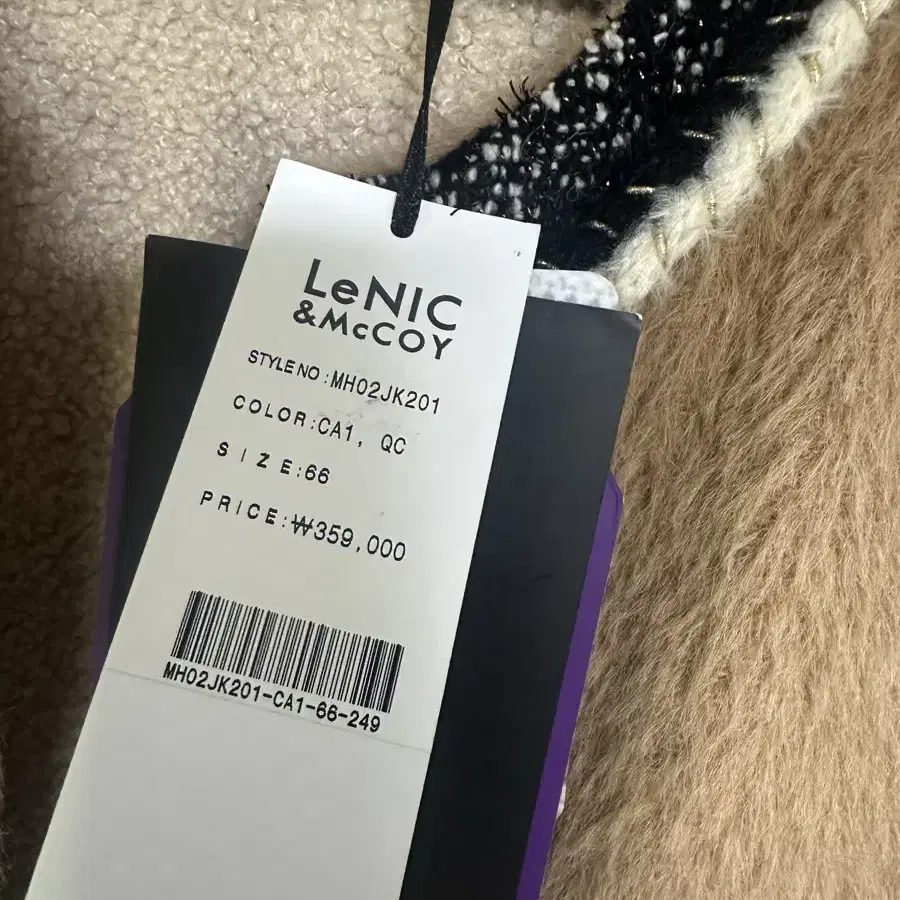 LeNIC
&McCOY
STYLE NO :MH02JK201
COLOR:CA1, QC
SIZE:66
PRICE:₩359,000
MH02JK201-CA1-66-249